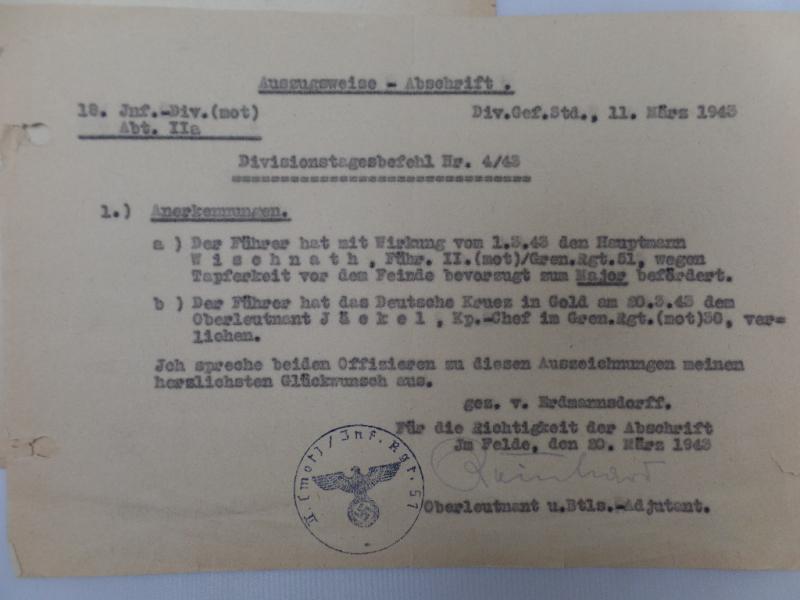 Auszugsweise - Abschrift.
18. Jnf.-Div.(mot) Div.Gef.Std., 11. März 1943
Abt. IIa
Divisionstagesbefehl Nr. 4/43
1.) Anerkennungen.
a ) Der Führer hat mit Wirkung vom 1.3.43 den Hauptmann
W i s c h n a t h , Führ. II.(mot)/Gren.Rgt.51, wegen
Tapferkeit vor dem Feinde bevorzugt zum Major befördert.
b ) Der Führer hat das Deutsche Kruez in Gold am 20.3.43 dem
Oberleutnant J ä c k e l , Kp.-Chef im Gren.Rgt.(mot)30, ver=
lichen.
Jch spreche beiden Offizieren zu diesen Auszeichnungen meinen
herzlichsten Glückwunsch aus.
gez. v. Erdmannsdorff.
Für die Richtigkeit der Abschrift
Jm Felde, den 20. März 1943
Oberleutnant u.Btls.-Adjutant.
II.(mot)/Jnf. Rgt. 51